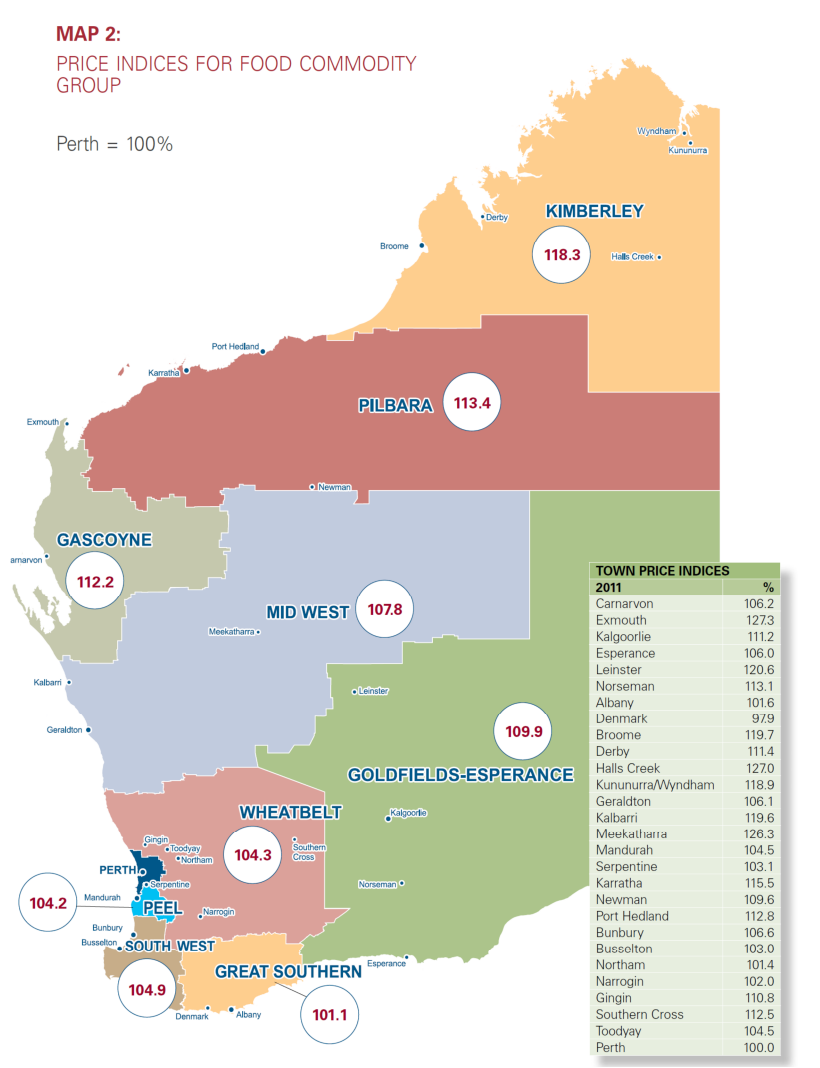 MAP 2:
PRICE INDICES FOR FOOD COMMODITY
GROUP
Perth = 100%
Wyndham
Kununurra
KIMBERLEY
Derby
Broome
118.3
Halls Creek
Port Hedland
Karratha
PILBARA
113.4
Exmouth
Newman
GASCOYNE
arnarvon
112.2
MID WEST
107.8
Meekatharra
Kalbarri
Leinster
Geraldton
109.9
GOLDFIELDS-ESPERANCE
WHEATBELT
Kalgoorlie
Gingin
Toodyay
Northam
Southern
Cross
104.3
PERTH
Serpentine
Norseman
104.2
Mandurah
PEEL
Narrogin
Bunbury
Busselton
SOUTH WEST
Esperance
GREAT SOUTHERN
104.9
101.1
Denmark
Albany
TOWN PRICE INDICES
2011 %
Carnarvon 106.2
Exmouth 127.3
Kalgoorlie 111.2
Esperance 106.0
Leinster 120.6
Norseman 113.1
Albany 101.6
Denmark 97.9
Broome 119.7
Derby 111.4
Halls Creek 127.0
Kununurra/Wyndham 118.9
Geraldton 106.1
Kalbarri 119.6
Meekatharra 126.3
Mandurah 104.5
Serpentine 103.1
Karratha 115.5
Newman 109.6
Port Hedland 112.8
Bunbury 106.6
Busselton 103.0
Northam 101.4
Narrogin 102.0
Gingin 110.8
Southern Cross 112.5
Toodyay 104.5
Perth 100.0